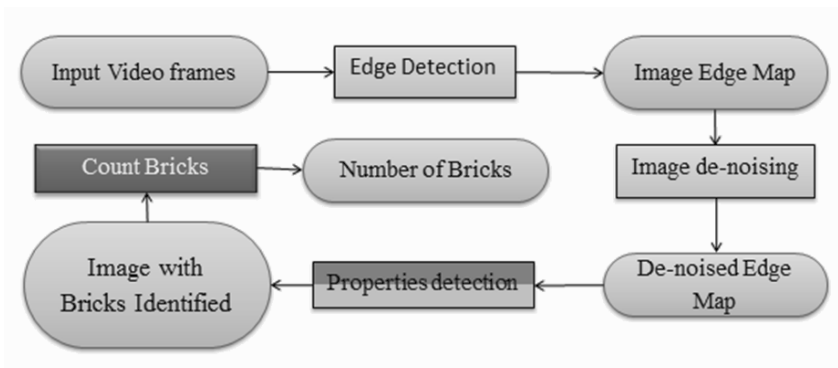 Input Video frames
Edge Detection
Image Edge Map
Count Bricks
Number of Bricks
Image de-noising
Image with
Bricks Identified
Properties detection
De-noised Edge
Map